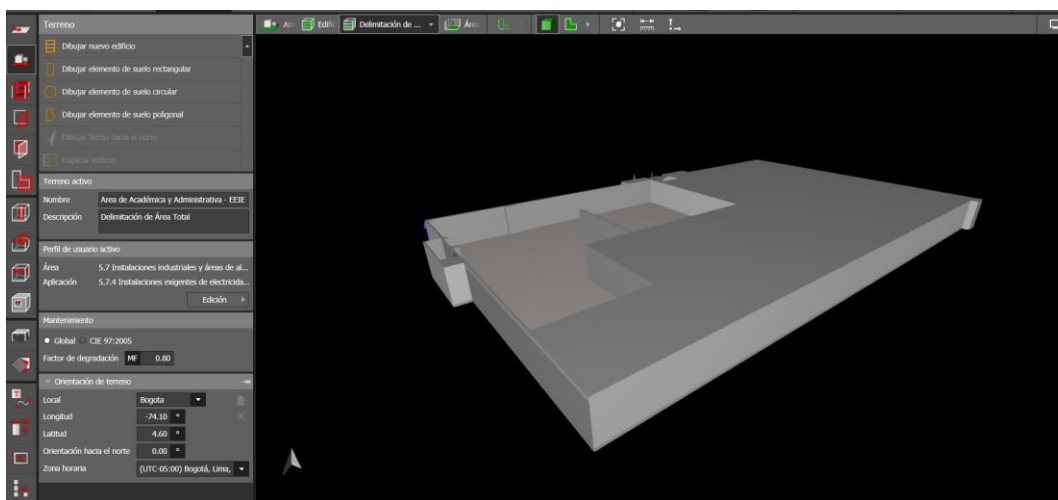 Terreno
Edific
Delimitación de ...
Áre
Dibujar nuevo edificio
Dibujar elemento de suelo rectangular
Dibujar elemento de suelo circular
Dibujar elemento de suelo poligonal
Dibujar flecha hacia el norte
Duplicar edificio
Terreno activo
Nombre Area de Académica y Administrativa - EEIE
Descripción Delimitación de Área Total
Perfil de usuario activo
Área 5.7 Instalaciones industriales y áreas de al...
Aplicación 5.7.4 Instalaciones exigentes de electricida...
Edición
Mantenimiento
Global CIE 97:2005
Factor de degradación MF 0.80
Orientación de terreno
Local Bogota
Longitud -74.10 °
Latitud 4.60 °
Orientación hacia el norte 0.00 °
Zona horaria (UTC-05:00) Bogotá, Lima,